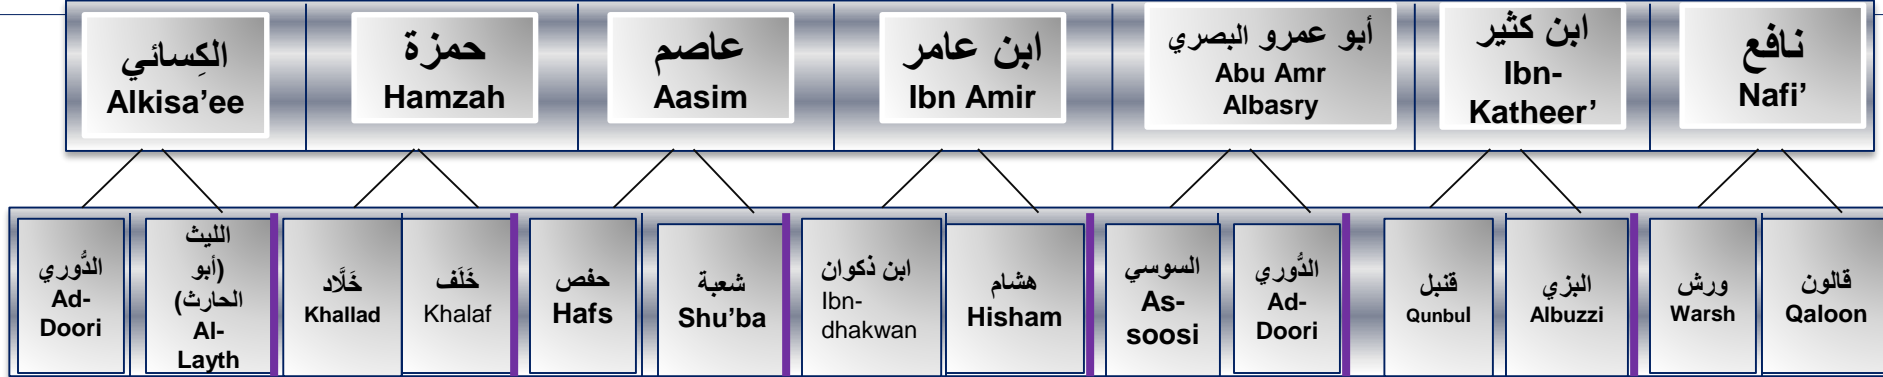 نافع
Nafi’
ابن كثير
Ibn-
Katheer’
أبو عمرو البصري
Abu Amr
Albasry
ابن عامر
Ibn Amir
عاصم
Aasim
حمزة
Hamzah
الكِسائي
Alkisa’ee
قالون
Qaloon
ورش
Warsh
البزي
Albuzzi
قنبل
Qunbul
الدُّوري
Ad-
Doori
السوسي
As-
soosi
هشام
Hisham
ابن ذكوان
Ibn-
dhakwan
شعبة
Shu’ba
حفص
Hafs
خَلَف
Khalaf
خَلَّاد
Khallad
الليث
(أبو
الحارث)
Al-
Layth
الدُّوري
Ad-
Doori